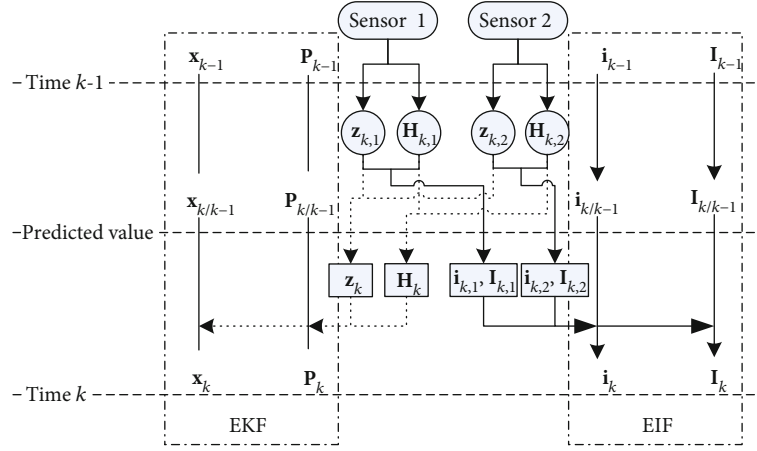 Sensor 1
Sensor 2
x_{k−1}
P_{k−1}
i_{k−1}
I_{k−1}
Time k-1
z_{k,1}
H_{k,1}
z_{k,2}
H_{k,2}
x_{k/k−1}
P_{k/k−1}
i_{k/k−1}
I_{k/k−1}
Predicted value
z_k
H_k
i_{k,1}, I_{k,1}
i_{k,2}, I_{k,2}
x_k
P_k
i_k
I_k
Time k
EKF
EIF